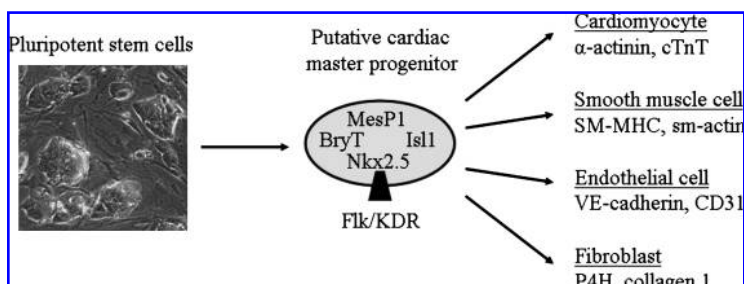 Pluripotent stem cells
Putative cardiac
master progenitor
MesP1
BryT Isl1
Nkx2.5
Flk/KDR
Cardiomyocyte
α-actinin, cTnT
Smooth muscle cell
SM-MHC, sm-actin
Endothelial cell
VE-cadherin, CD31
Fibroblast
P4H, collagen 1